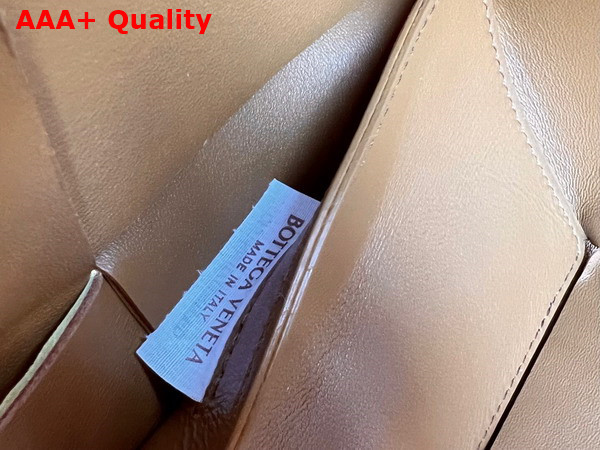 AAA+ Quality
BOTTEGA VENETA
MADE IN ITALY